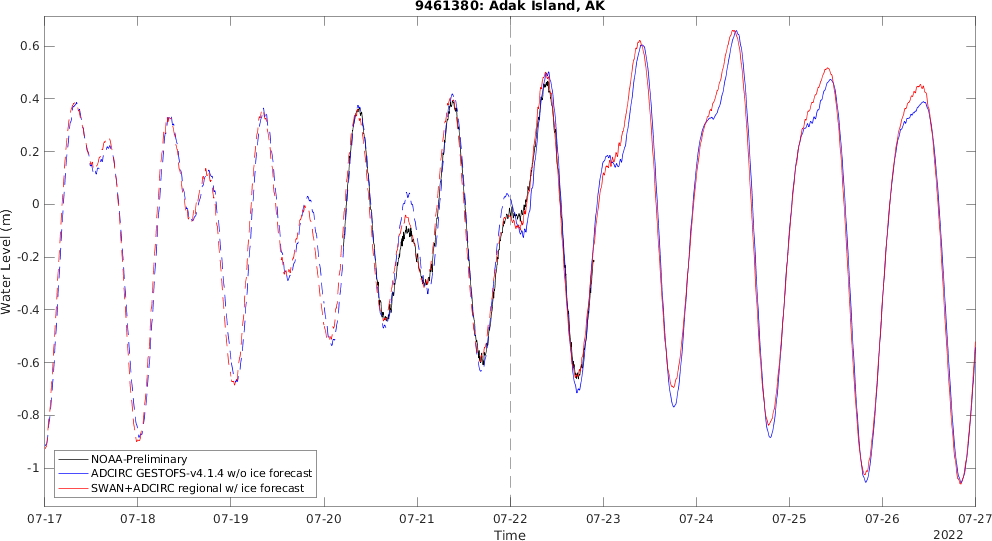 9461380: Adak Island, AK
0.6
0.4
0.2
0
-0.2
-0.4
-0.6
-0.8
-1
Water Level (m)
NOAA-Preliminary
ADCIRC GESTOFS-v4.1.4 w/o ice forecast
SWAN+ADCIRC regional w/ ice forecast
07-17 07-18 07-19 07-20 07-21 07-22 07-23 07-24 07-25 07-26 07-27
Time
2022